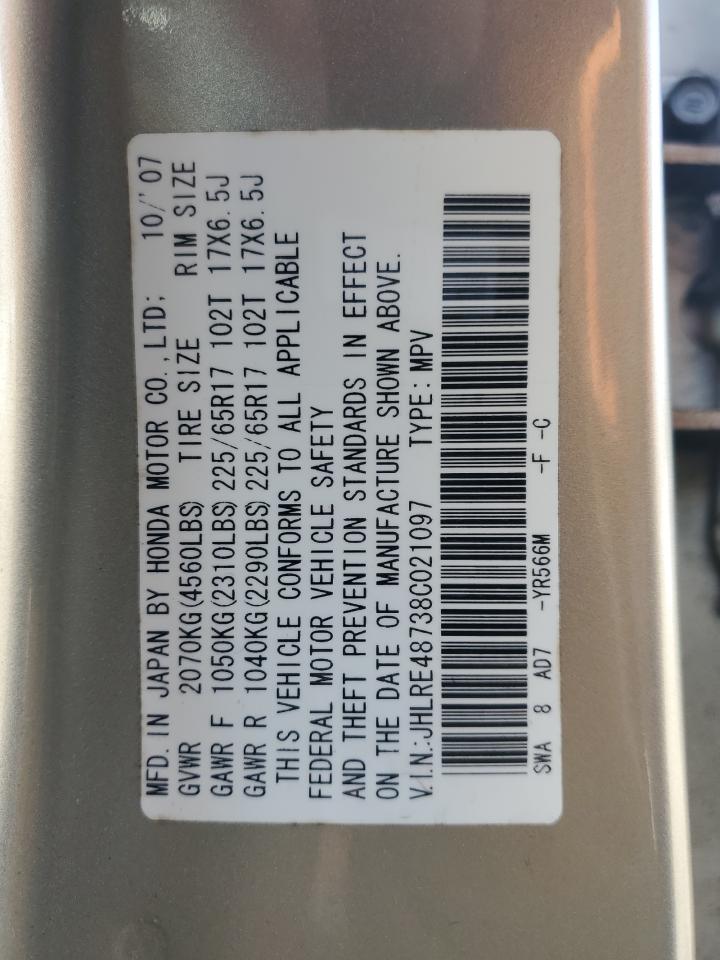 MFD. IN JAPAN BY HONDA MOTOR CO.,LTD; 10/'07
GVWR 2070KG(4560LBS) TIRE SIZE RIM SIZE
GAWR F 1050KG(2310LBS) 225/65R17 102T 17X6.5J
GAWR R 1040KG(2290LBS) 225/65R17 102T 17X6.5J
THIS VEHICLE CONFORMS TO ALL APPLICABLE
FEDERAL MOTOR VEHICLE SAFETY
AND THEFT PREVENTION STANDARDS IN EFFECT
ON THE DATE OF MANUFACTURE SHOWN ABOVE.
V.I.N.:JHLRE48738C021097 TYPE: MPV
SWA 8 AD7 -YR566M -F -C